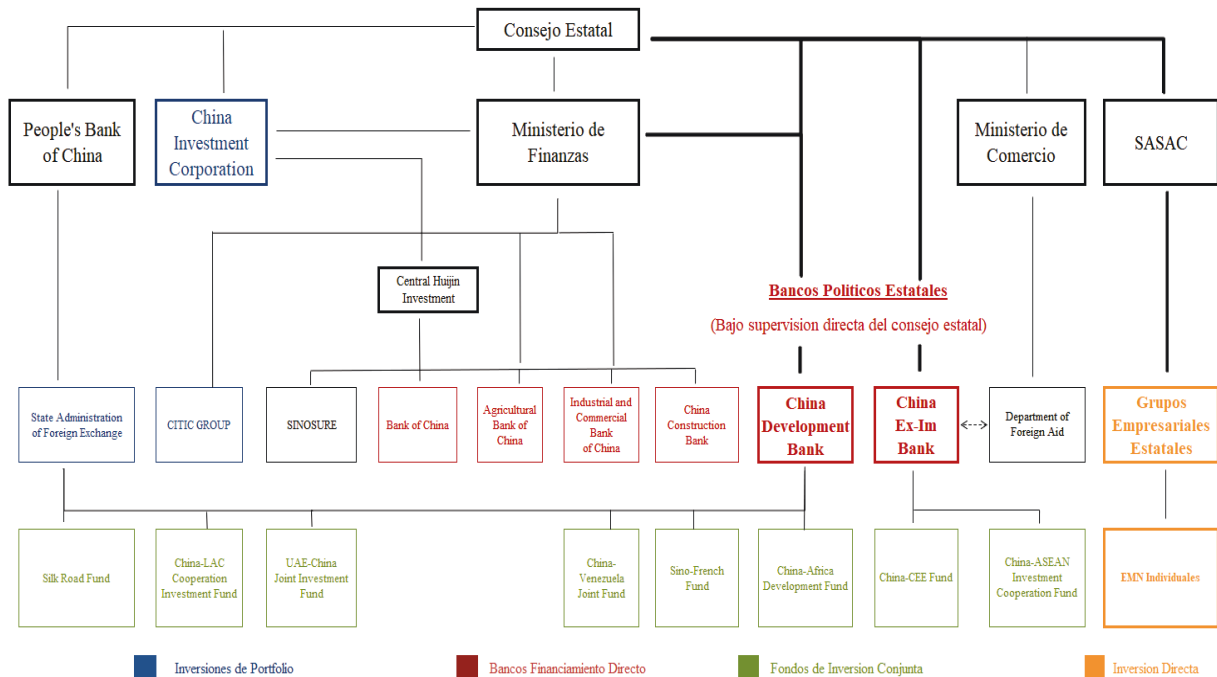 Consejo Estatal
People's Bank
of China
China
Investment
Corporation
Ministerio de
Finanzas
Ministerio de
Comercio
SASAC
Central Huijin
Investment
Bancos Politicos Estatales
(Bajo supervision directa del consejo estatal)
State Administration
of Foreign Exchange
CITIC GROUP
SINOSURE
Bank of China
Agricultural
Bank of
China
Industrial and
Commercial
Bank
of China
China
Construction
Bank
China
Development
Bank
China
Ex-Im
Bank
Department of
Foreign Aid
Grupos
Empresariales
Estatales
Silk Road Fund
China-LAC
Cooperation
Investment Fund
UAE-China
Joint Investment
Fund
China-
Venezuela
Joint Fund
Sino-French
Fund
China-Africa
Development Fund
China-CEE Fund
China-ASEAN
Investment
Cooperation Fund
EMN Individuales
Inversiones de Portfolio
Bancos Financiamiento Directo
Fondos de Inversion Conjunta
Inversion Directa